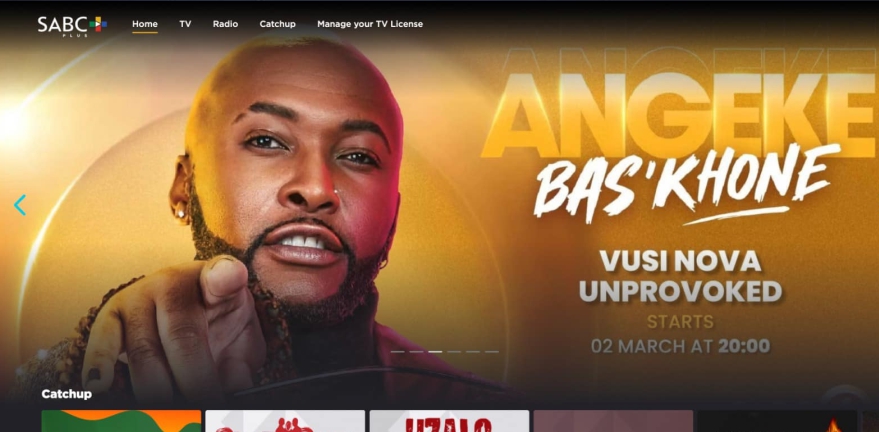 SABC
PLUS
Home
TV
Radio
Catchup
Manage your TV License
ANGEKE
BAS'KHONE
VUSI NOVA
UNPROVOKED
STARTS
02 MARCH AT 20:00
Catchup
UZALO